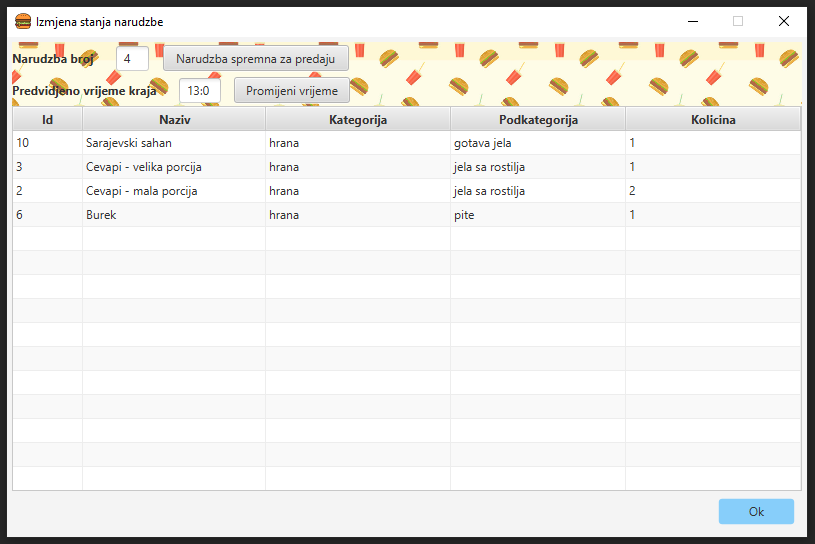 Izmjena stanja narudzbe
Narudzba broj 4 Narudzba spremna za predaju
Predvidjeno vrijeme kraja 13:0 Promijeni vrijeme
Id Naziv Kategorija Podkategorija Kolicina
10 Sarajevski sahan hrana gotava jela 1
3 Cevapi - velika porcija hrana jela sa rostilja 1
2 Cevapi - mala porcija hrana jela sa rostilja 2
6 Burek hrana pite 1
Ok